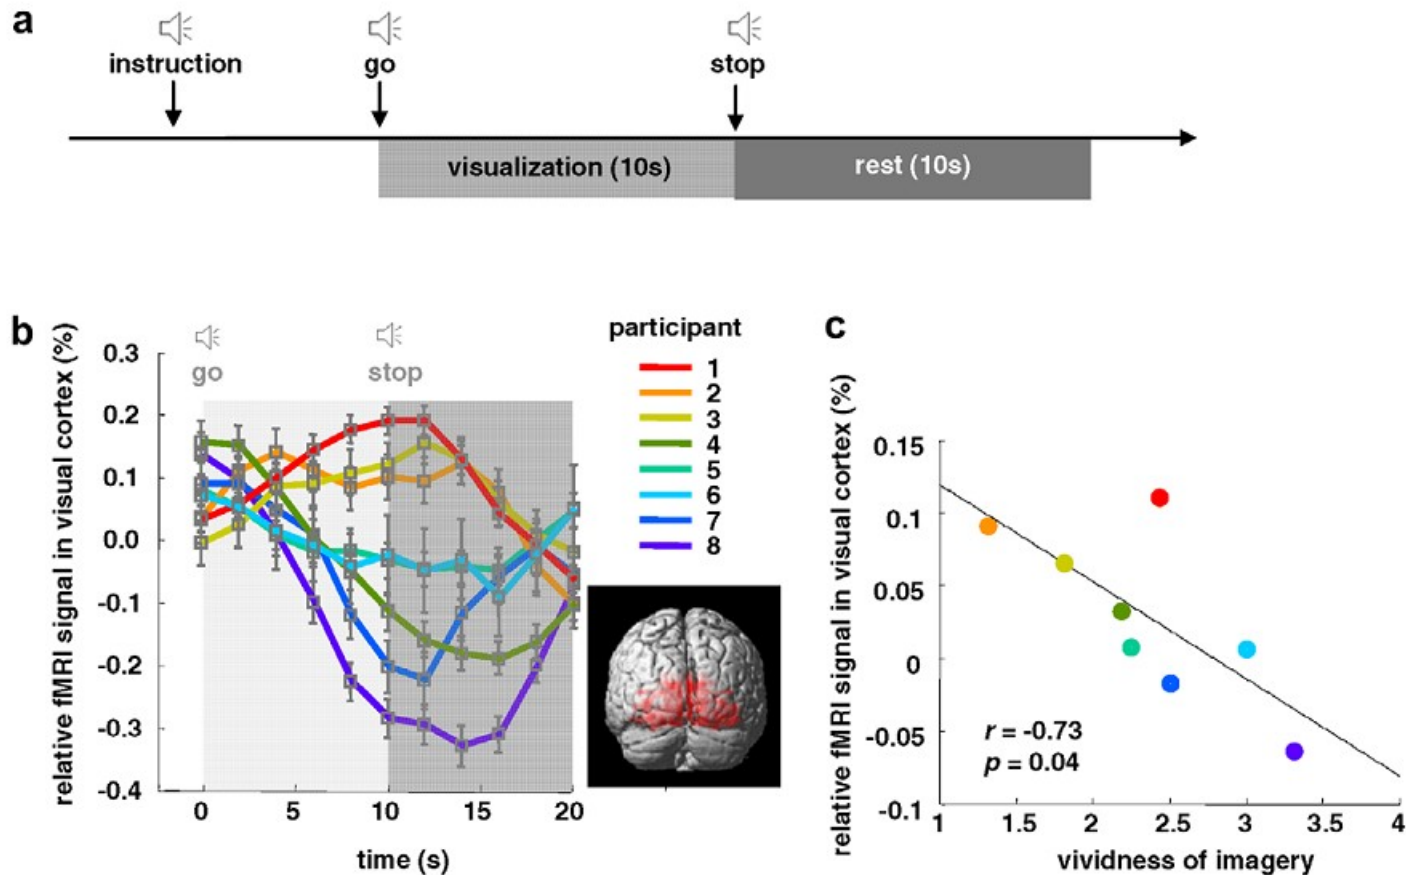 a
instruction
go
stop
visualization (10s)
rest (10s)
b
relative fMRI signal in visual cortex (%)
0.3
0.2
0.1
0.0
-0.1
-0.2
-0.3
-0.4
go
stop
0
5
10
15
20
time (s)
participant
1
2
3
4
5
6
7
8
c
relative fMRI signal in visual cortex (%)
0.15
0.1
0.05
0
-0.05
-0.1
r = -0.73
p = 0.04
1
1.5
2
2.5
3
3.5
4
vividness of imagery